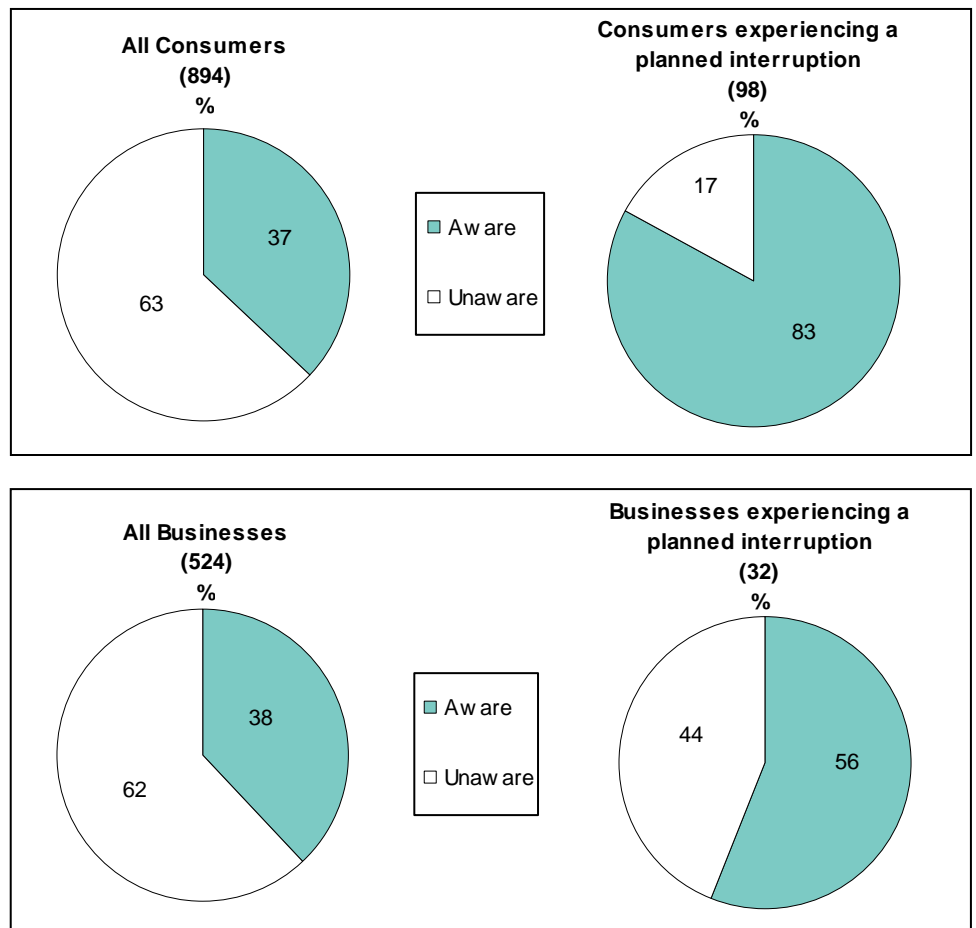 All Consumers
(894)
%
37
63
Aware
Unaware
Consumers experiencing a
planned interruption
(98)
%
17
83
All Businesses
(524)
%
38
62
Aware
Unaware
Businesses experiencing a
planned interruption
(32)
%
44
56